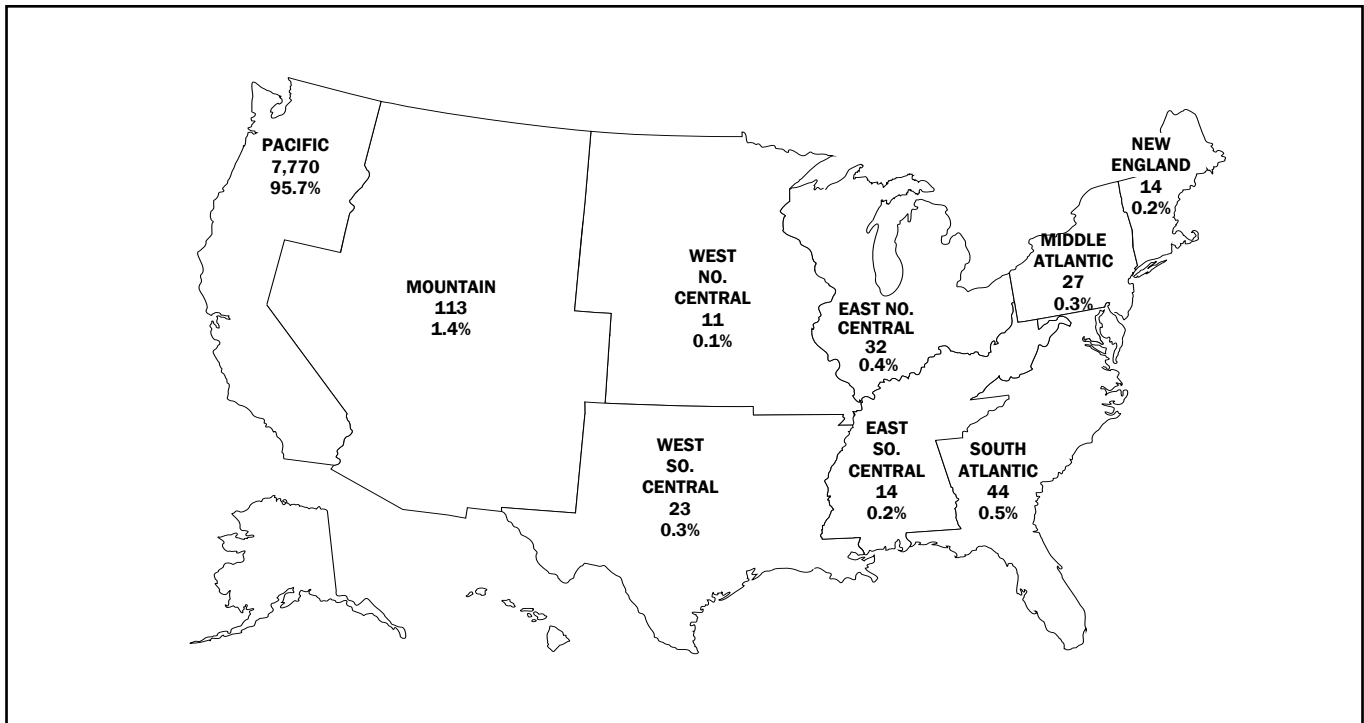 PACIFIC
7,770
95.7%
MOUNTAIN
113
1.4%
WEST
NO.
CENTRAL
11
0.1%
EAST NO.
CENTRAL
32
0.4%
NEW
ENGLAND
14
0.2%
MIDDLE
ATLANTIC
27
0.3%
WEST
SO.
CENTRAL
23
0.3%
EAST
SO.
CENTRAL
14
0.2%
SOUTH
ATLANTIC
44
0.5%